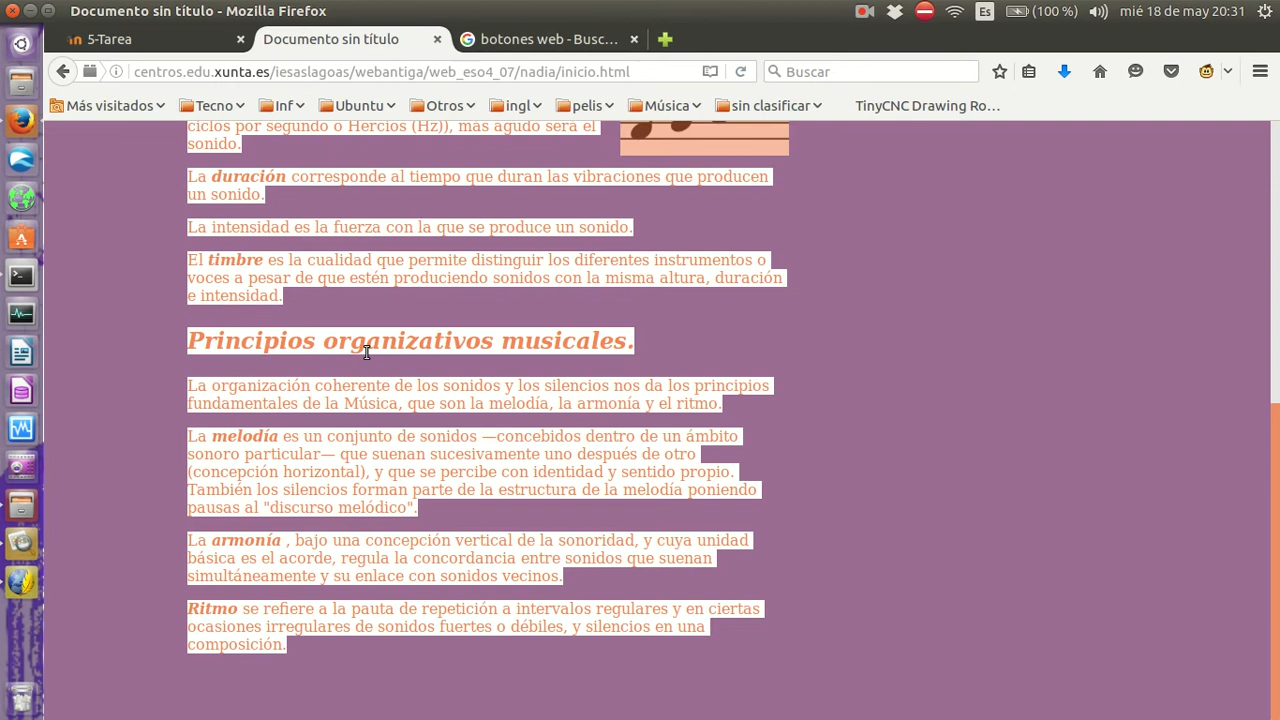 Documento sin título - Mozilla Firefox
Es (100 %) mié 18 de may 20:31
5-Tarea
Documento sin título
botones web - Busc...
centros.edu.xunta.es/iesaslagoas/webantiga/web_eso4_07/nadia/inicio.html
Buscar
Más visitados Tecno Inf Ubuntu Otros ingl pelis Música sin clasificar TinyCNC Drawing Ro...
ciclos por segundo o Hercios (Hz)), más agudo será el
sonido.
La duración corresponde al tiempo que duran las vibraciones que producen
un sonido.
La intensidad es la fuerza con la que se produce un sonido.
El timbre es la cualidad que permite distinguir los diferentes instrumentos o
voces a pesar de que estén produciendo sonidos con la misma altura, duración
e intensidad.
Principios organizativos musicales.
La organización coherente de los sonidos y los silencios nos da los principios
fundamentales de la Música, que son la melodía, la armonía y el ritmo.
La melodía es un conjunto de sonidos —concebidos dentro de un ámbito
sonoro particular— que suenan sucesivamente uno después de otro
(concepción horizontal), y que se percibe con identidad y sentido propio.
También los silencios forman parte de la estructura de la melodía poniendo
pausas al "discurso melódico".
La armonía , bajo una concepción vertical de la sonoridad, y cuya unidad
básica es el acorde, regula la concordancia entre sonidos que suenan
simultáneamente y su enlace con sonidos vecinos.
Ritmo se refiere a la pauta de repetición a intervalos regulares y en ciertas
ocasiones irregulares de sonidos fuertes o débiles, y silencios en una
composición.